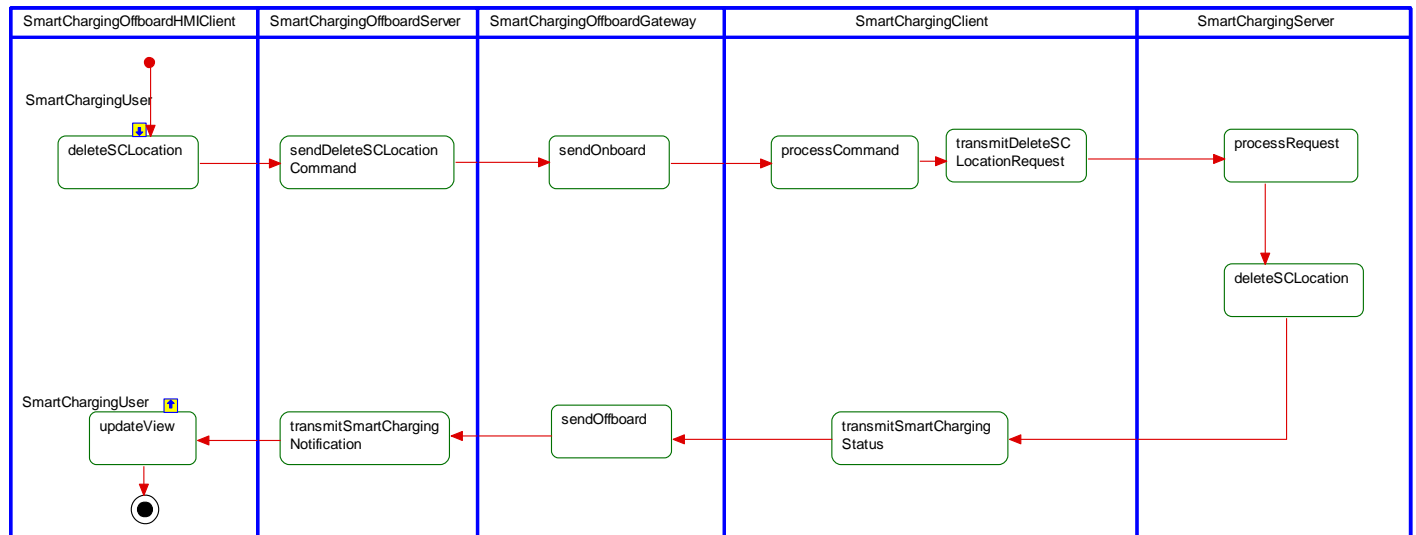 SmartChargingOffboardHMIClient
SmartChargingOffboardServer
SmartChargingOffboardGateway
SmartChargingClient
SmartChargingServer
SmartChargingUser
deleteSCLocation
sendDeleteSCLocation
Command
sendOnboard
processCommand
transmitDeleteSC
LocationRequest
processRequest
deleteSCLocation
SmartChargingUser
updateView
transmitSmartCharging
Notification
sendOffboard
transmitSmartCharging
Status